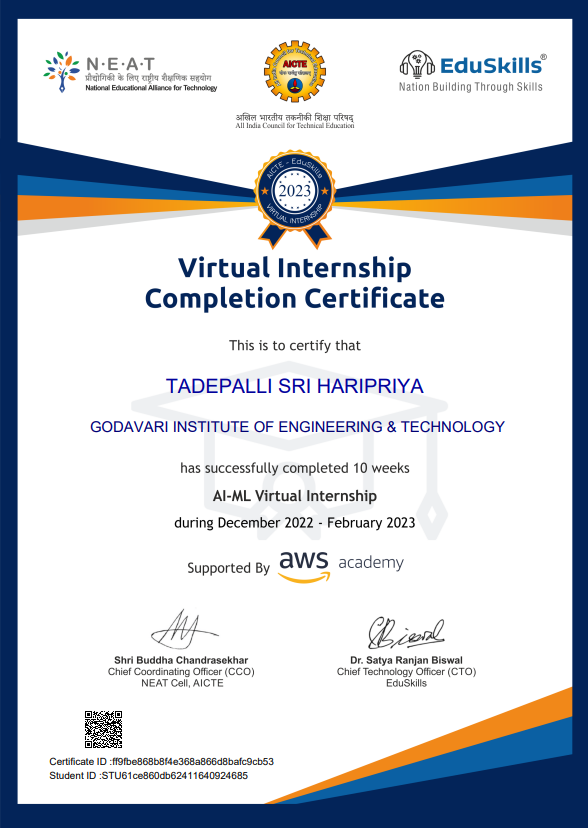 N·E·A·T
प्रौद्योगिकी के लिए राष्ट्रीय शैक्षणिक सहयोग
National Educational Alliance for Technology
AICTE
अखिल भारतीय तकनीकी शिक्षा परिषद्
All India Council for Technical Education
EduSkills®
Nation Building Through Skills
AICTE - EduSkills
2023
VIRTUAL INTERNSHIP
Virtual Internship
Completion Certificate
This is to certify that
TADEPALLI SRI HARIPRIYA
GODAVARI INSTITUTE OF ENGINEERING & TECHNOLOGY
has successfully completed 10 weeks
AI-ML Virtual Internship
during December 2022 - February 2023
Supported By aws academy
Shri Buddha Chandrasekhar
Chief Coordinating Officer (CCO)
NEAT Cell, AICTE
Dr. Satya Ranjan Biswal
Chief Technology Officer (CTO)
EduSkills
Certificate ID :ff9fbe868b8f4e368a866d8bafc9cb53
Student ID :STU61ce860db62411640924685